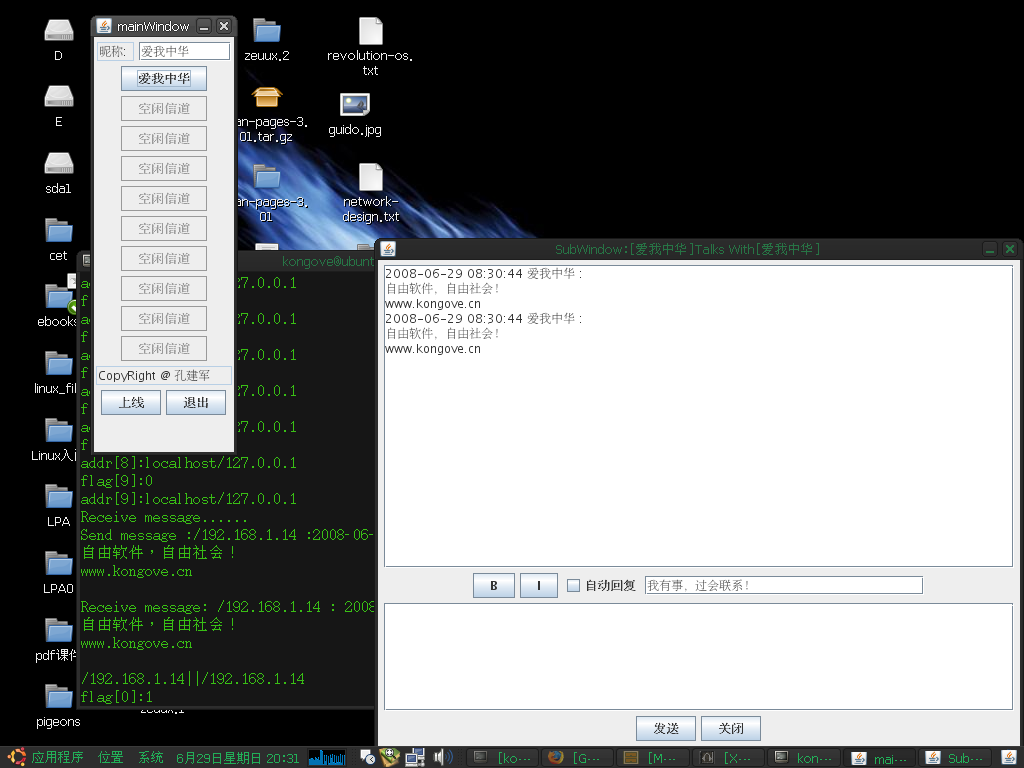 D
E
sda1
cet
ebooks
linux_fil
Linux入门
LPA
LPA0
pdf课件
pigeons
zeuux.2
an-pages-3.
01.tar.gz
an-pages-3.
01
revolution-os.
txt
guido.jpg
network-
design.txt
mainWindow
昵称:
爱我中华
爱我中华
空闲信道
空闲信道
空闲信道
空闲信道
空闲信道
空闲信道
空闲信道
空闲信道
空闲信道
CopyRight @ 孔建军
上线
退出
kongove@ubunt
27.0.0.1
27.0.0.1
27.0.0.1
27.0.0.1
27.0.0.1
addr[8]:localhost/127.0.0.1
flag[9]:0
addr[9]:localhost/127.0.0.1
Receive message......
Send message :/192.168.1.14 :2008-06-
自由软件，自由社会！
www.kongove.cn
Receive message: /192.168.1.14 : 2008
自由软件，自由社会！
www.kongove.cn
/192.168.1.14||/192.168.1.14
flag[0]:1
zeuux.1
SubWindow:[爱我中华]Talks With[爱我中华]
2008-06-29 08:30:44 爱我中华 :
自由软件，自由社会！
www.kongove.cn
2008-06-29 08:30:44 爱我中华 :
自由软件，自由社会！
www.kongove.cn
B
I
自动回复
我有事，过会联系！
发送
关闭
应用程序 位置 系统 6月29日星期日 20:31
[ko...
[G...
[M...
[X...
kon...
mai...
Sub...